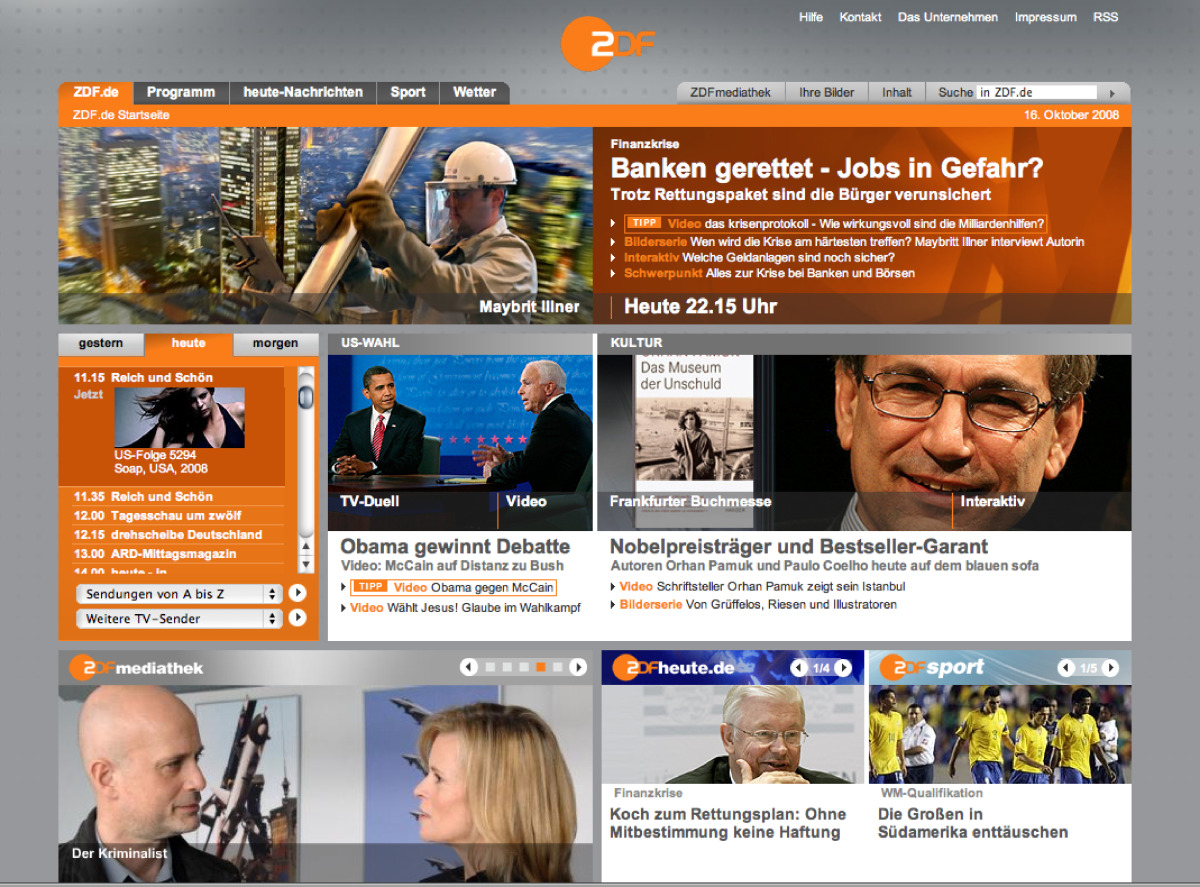 Hilfe Kontakt Das Unternehmen Impressum RSS
ZDF
ZDF.de Programm heute-Nachrichten Sport Wetter
ZDFmediathek Ihre Bilder Inhalt Suche in ZDF.de
ZDF.de Startseite
16. Oktober 2008
Finanzkrise
Banken gerettet - Jobs in Gefahr?
Trotz Rettungspaket sind die Bürger verunsichert
TIPP Video das krisenprotokoll - Wie wirkungsvoll sind die Milliardenhilfen?
Bilderserie Wen wird die Krise am härtesten treffen? Maybritt Illner interviewt Autorin
Interaktiv Welche Geldanlagen sind noch sicher?
Schwerpunkt Alles zur Krise bei Banken und Börsen
Maybrit Illner
Heute 22.15 Uhr
gestern heute morgen
11.15 Reich und Schön
Jetzt
US-Folge 5294
Soap, USA, 2008
11.35 Reich und Schön
12.00 Tagesschau um zwölf
12.15 drehscheibe Deutschland
13.00 ARD-Mittagsmagazin
14.00 heute - in
Sendungen von A bis Z
Weitere TV-Sender
US-WAHL
TV-Duell Video
Obama gewinnt Debatte
Video: McCain auf Distanz zu Bush
TIPP Video Obama gegen McCain
Video Wählt Jesus! Glaube im Wahlkampf
KULTUR
Das Museum
der Unschuld
Frankfurter Buchmesse Interaktiv
Nobelpreisträger und Bestseller-Garant
Autoren Orhan Pamuk und Paulo Coelho heute auf dem blauen sofa
Video Schriftsteller Orhan Pamuk zeigt sein Istanbul
Bilderserie Von Grüffelos, Riesen und Illustratoren
ZDFmediathek
Der Kriminalist
ZDFheute.de 1/4
Finanzkrise
Koch zum Rettungsplan: Ohne
Mitbestimmung keine Haftung
ZDFsport 1/5
WM-Qualifikation
Die Großen in
Südamerika enttäuschen